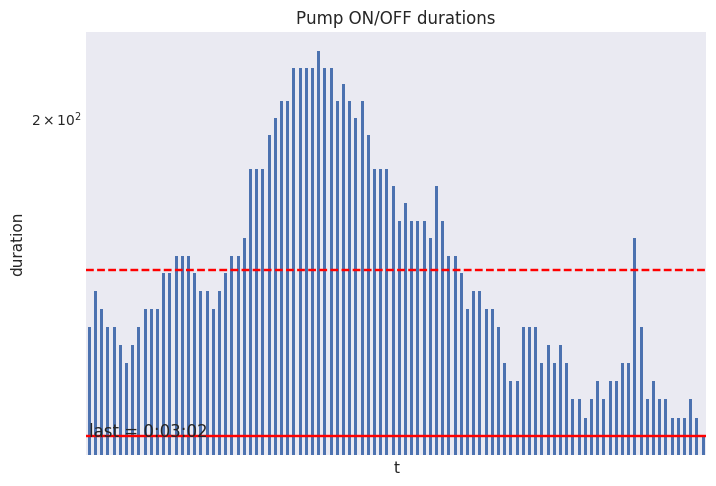 Pump ON/OFF durations
2 × 10²
duration
last = 0:03:02
t